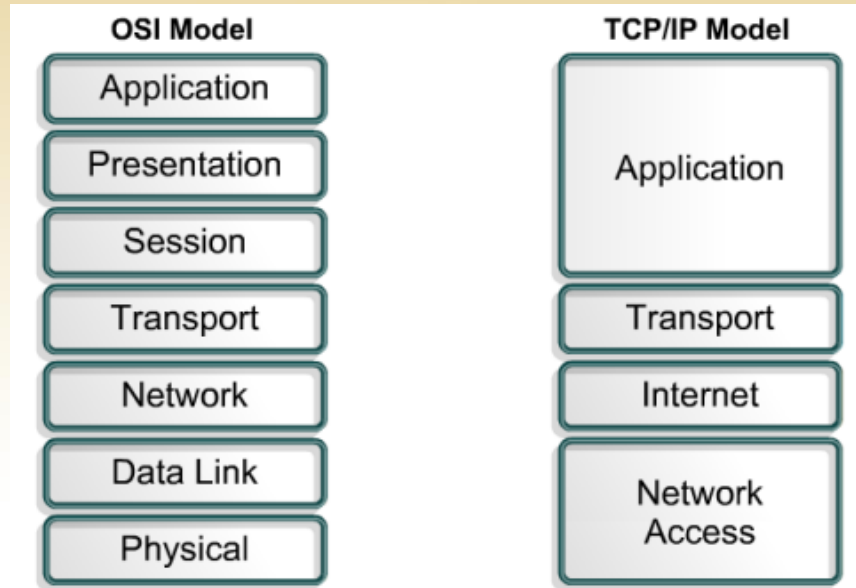 OSI Model
Application
Presentation
Session
Transport
Network
Data Link
Physical
TCP/IP Model
Application
Transport
Internet
Network
Access